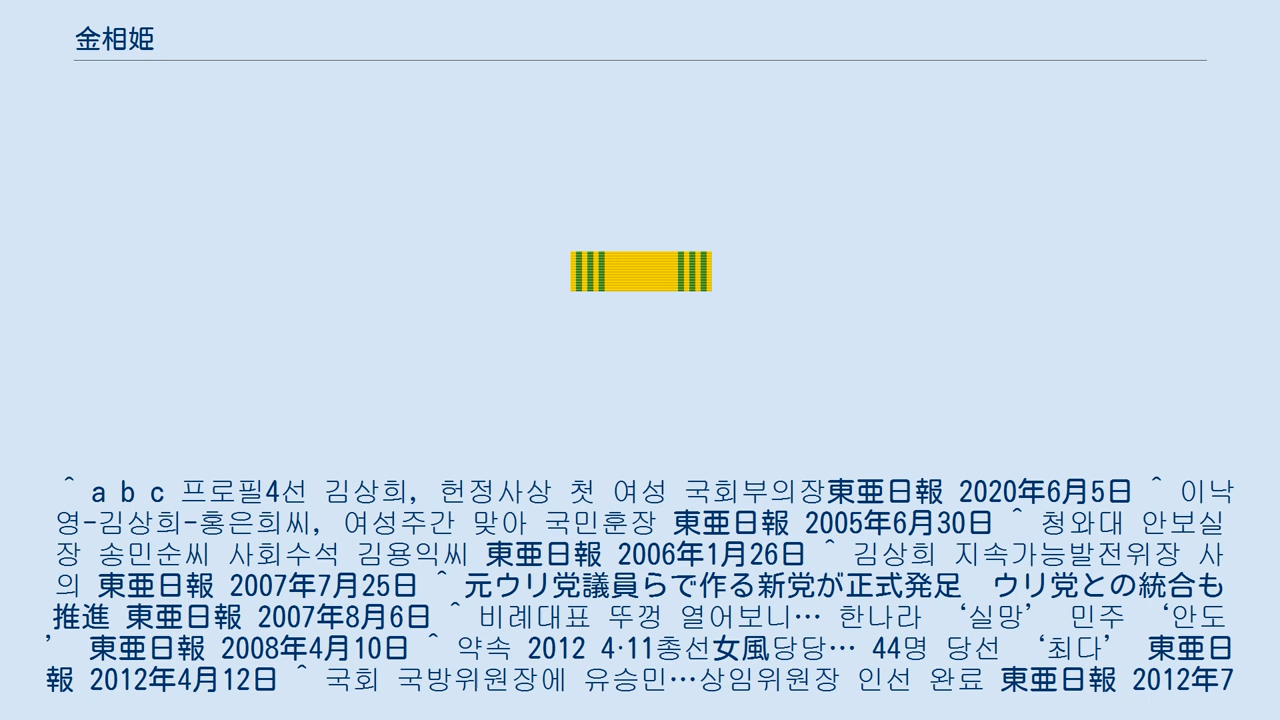 金相姫
^ a b c 프로필4선 김상희, 헌정사상 첫 여성 국회부의장東亜日報 2020年6月5日 ^ 이낙
영-김상희-홍은희씨, 여성주간 맞아 국민훈장 東亜日報 2005年6月30日 ^ 청와대 안보실
장 송민순씨 사회수석 김용익씨 東亜日報 2006年1月26日 ^ 김상희 지속가능발전위장 사
의 東亜日報 2007年7月25日 ^ 元ウリ党議員らで作る新党が正式発足　ウリ党との統合も
推進 東亜日報 2007年8月6日 ^ 비례대표 뚜껑 열어보니… 한나라 ‘실망’ 민주 ‘안도
’ 東亜日報 2008年4月10日 ^ 약속 2012 4·11총선女風당당… 44명 당선 ‘최다’ 東亜日
報 2012年4月12日 ^ 국회 국방위원장에 유승민…상임위원장 인선 완료 東亜日報 2012年7